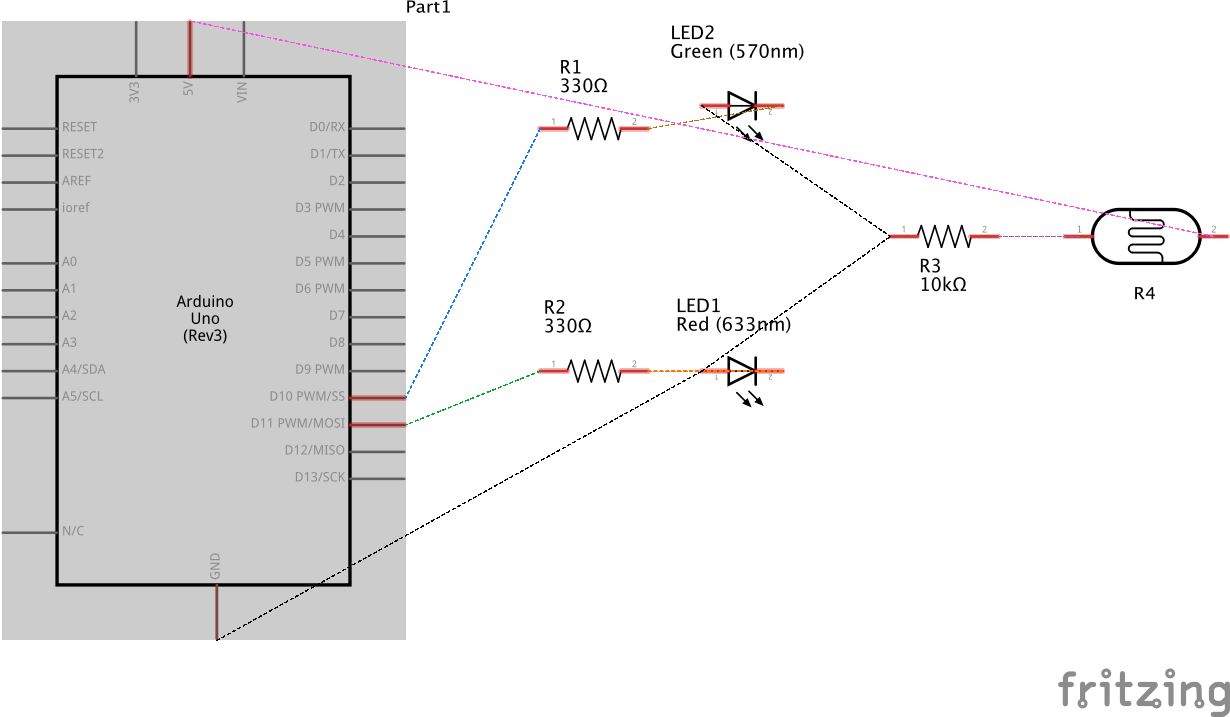 Part1
3V3
5V
VIN
RESET
RESET2
AREF
ioref
A0
A1
A2
A3
A4/SDA
A5/SCL
N/C
Arduino
Uno
(Rev3)
D0/RX
D1/TX
D2
D3 PWM
D4
D5 PWM
D6 PWM
D7
D8
D9 PWM
D10 PWM/SS
D11 PWM/MOSI
D12/MISO
D13/SCK
GND
R1
330Ω
1
2
LED2
Green (570nm)
1
2
R2
330Ω
1
2
LED1
Red (633nm)
1
2
1
2
R3
10kΩ
1
2
R4
fritzing